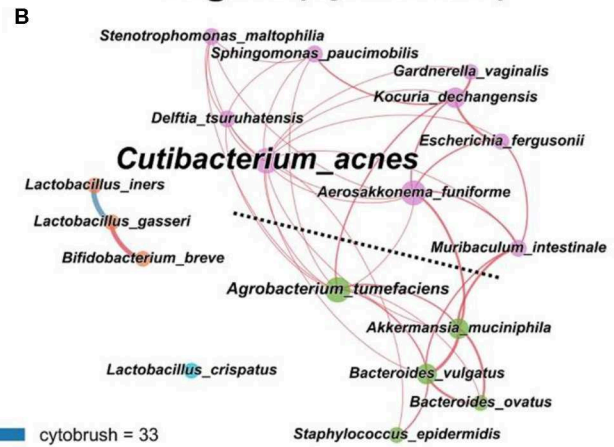 B
Stenotrophomonas_maltophilia
Sphingomonas_paucimobilis
Gardnerella_vaginalis
Kocuria_dechangensis
Delftia_tsuruhatensis
Escherichia_fergusonii
Cutibacterium_acnes
Lactobacillus_iners
Aerosakkonema_funiforme
Lactobacillus_gasseri
Muribaculum_intestinale
Bifidobacterium_breve
Agrobacterium_tumefaciens
Akkermansia_muciniphila
Lactobacillus_crispatus
Bacteroides_vulgatus
Bacteroides_ovatus
Staphylococcus_epidermidis
cytobrush = 33